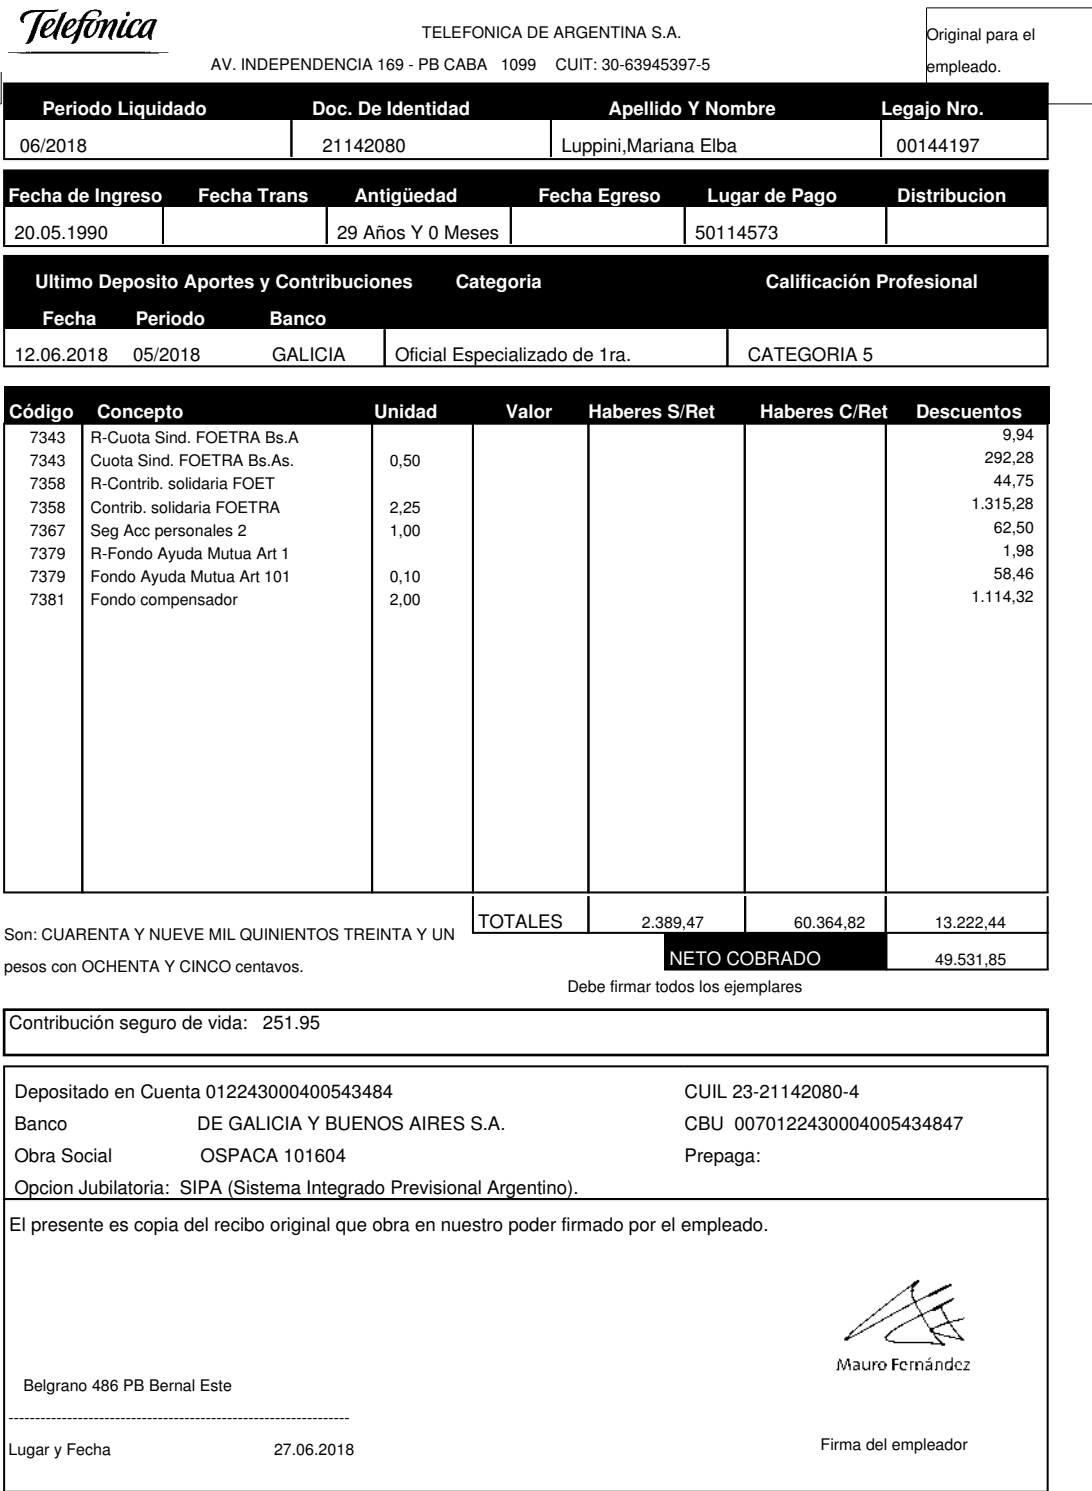 Telefónica
TELEFONICA DE ARGENTINA S.A.
AV. INDEPENDENCIA 169 - PB CABA 1099 CUIT: 30-63945397-5
Original para el
empleado.
Periodo Liquidado Doc. De Identidad Apellido Y Nombre Legajo Nro.
06/2018 21142080 Luppini,Mariana Elba 00144197
Fecha de Ingreso Fecha Trans Antigüedad Fecha Egreso Lugar de Pago Distribucion
20.05.1990 29 Años Y 0 Meses 50114573
Ultimo Deposito Aportes y Contribuciones Categoria Calificación Profesional
Fecha Periodo Banco
12.06.2018 05/2018 GALICIA Oficial Especializado de 1ra. CATEGORIA 5
Código Concepto Unidad Valor Haberes S/Ret Haberes C/Ret Descuentos
7343 R-Cuota Sind. FOETRA Bs.A 9,94
7343 Cuota Sind. FOETRA Bs.As. 0,50 292,28
7358 R-Contrib. solidaria FOET 44,75
7358 Contrib. solidaria FOETRA 2,25 1.315,28
7367 Seg Acc personales 2 1,00 62,50
7379 R-Fondo Ayuda Mutua Art 1 1,98
7379 Fondo Ayuda Mutua Art 101 0,10 58,46
7381 Fondo compensador 2,00 1.114,32
TOTALES 2.389,47 60.364,82 13.222,44
Son: CUARENTA Y NUEVE MIL QUINIENTOS TREINTA Y UN
pesos con OCHENTA Y CINCO centavos.
NETO COBRADO 49.531,85
Debe firmar todos los ejemplares
Contribución seguro de vida: 251.95
Depositado en Cuenta 012243000400543484 CUIL 23-21142080-4
Banco DE GALICIA Y BUENOS AIRES S.A. CBU 0070122430004005434847
Obra Social OSPACA 101604 Prepaga:
Opcion Jubilatoria: SIPA (Sistema Integrado Previsional Argentino).
El presente es copia del recibo original que obra en nuestro poder firmado por el empleado.
Mauro Fernández
Belgrano 486 PB Bernal Este
----------------------------------------------------------------
Lugar y Fecha 27.06.2018 Firma del empleador